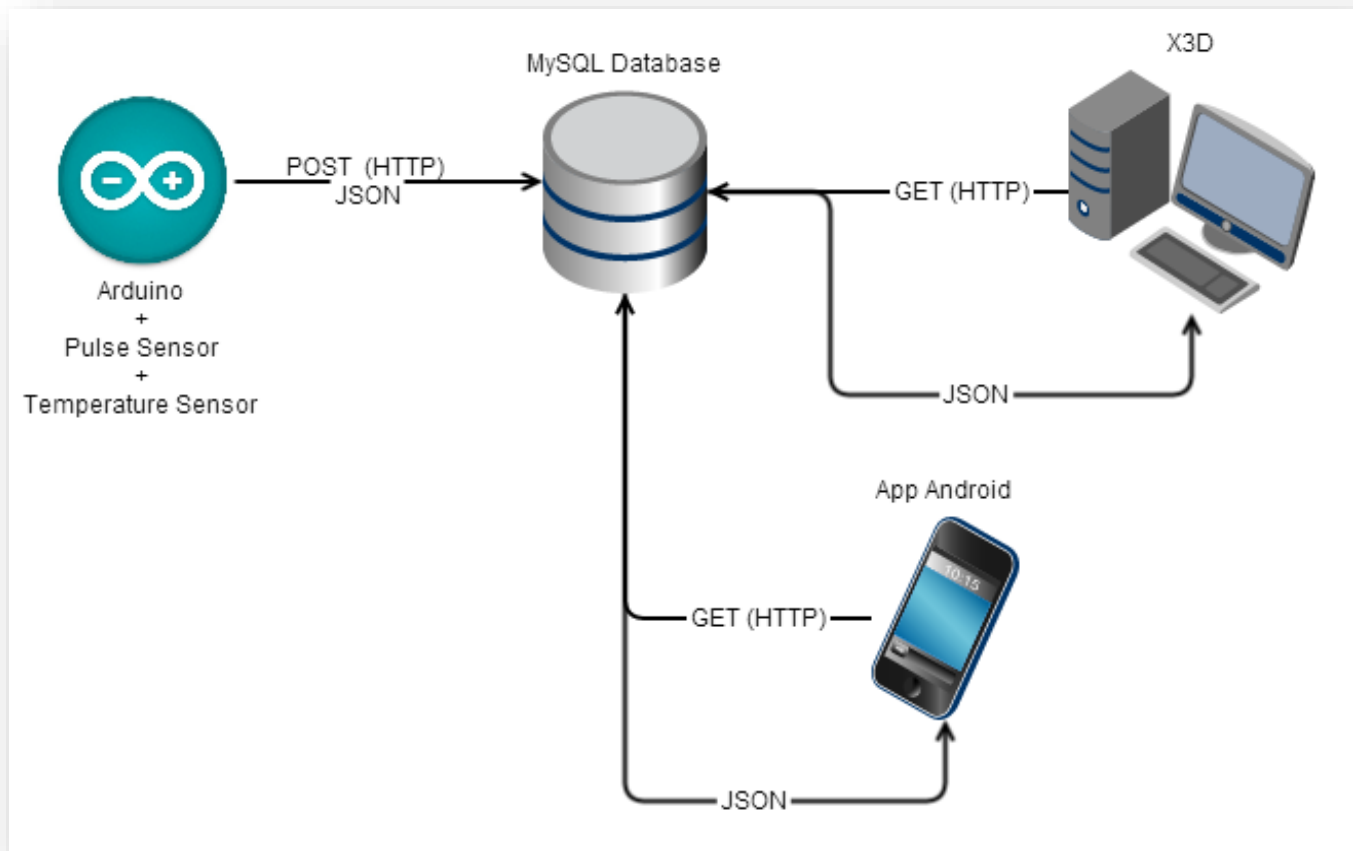 X3D
MySQL Database
POST (HTTP)
JSON
GET (HTTP)
Arduino
+
Pulse Sensor
+
Temperature Sensor
JSON
App Android
10:15
GET (HTTP)
JSON